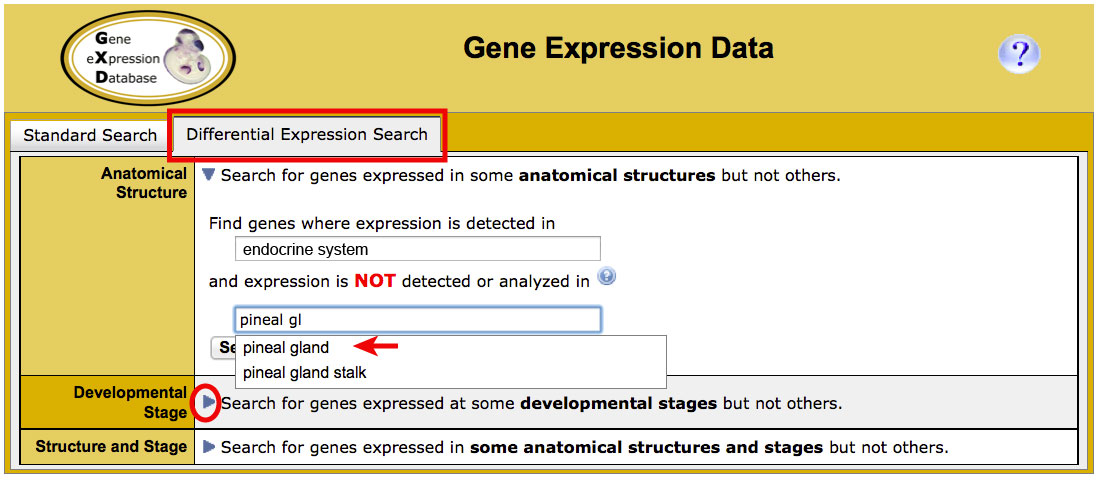 Gene
eXpression
Database
Gene Expression Data
?
Standard Search
Differential Expression Search
Anatomical
Structure
Search for genes expressed in some anatomical structures but not others.
Find genes where expression is detected in
endocrine system
and expression is NOT detected or analyzed in ?
pineal gl
Se
pineal gland
pineal gland stalk
Developmental
Stage
Search for genes expressed at some developmental stages but not others.
Structure and Stage
Search for genes expressed in some anatomical structures and stages but not others.